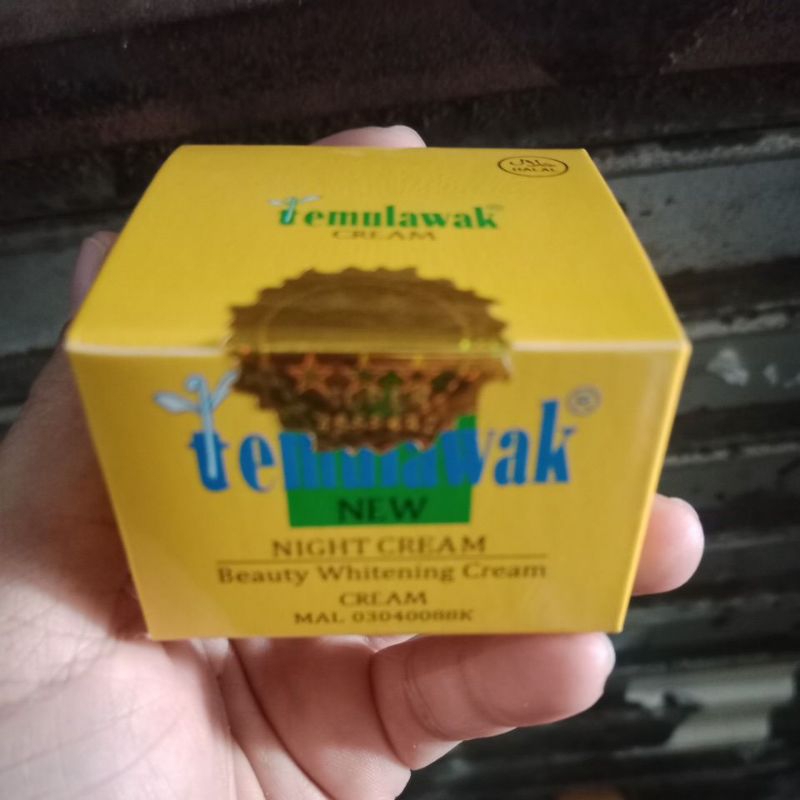 HALAL
temulawak
CREAM
temulawak
NEW
NIGHT CREAM
Beauty Whitening Cream
CREAM
MAL 03040088K